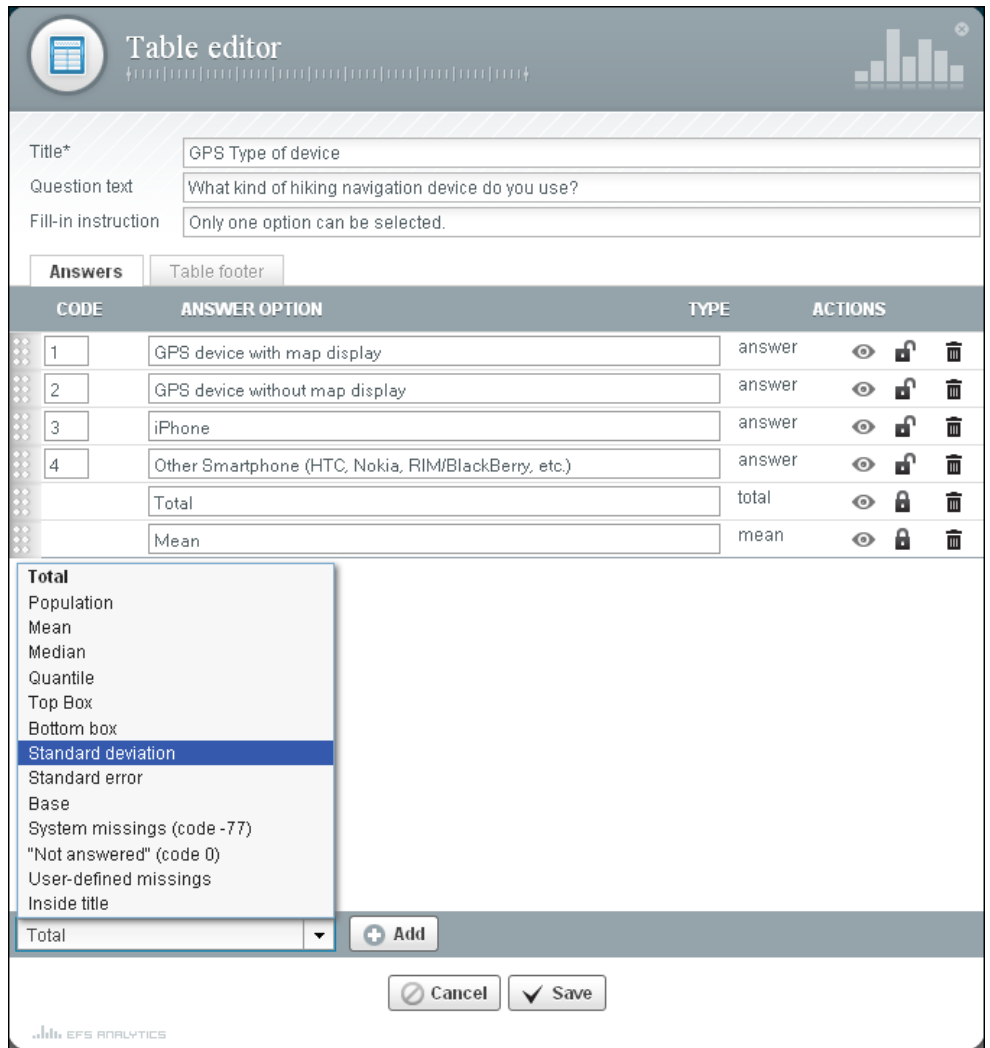 Table editor
Title* GPS Type of device
Question text What kind of hiking navigation device do you use?
Fill-in instruction Only one option can be selected.
Answers Table footer
CODE ANSWER OPTION TYPE ACTIONS
1 GPS device with map display answer
2 GPS device without map display answer
3 iPhone answer
4 Other Smartphone (HTC, Nokia, RIM/BlackBerry, etc.) answer
Total total
Mean mean
Total
Population
Mean
Median
Quantile
Top Box
Bottom box
Standard deviation
Standard error
Base
System missings (code -77)
"Not answered" (code 0)
User-defined missings
Inside title
Total Add
Cancel Save
EFS ANALYTICS